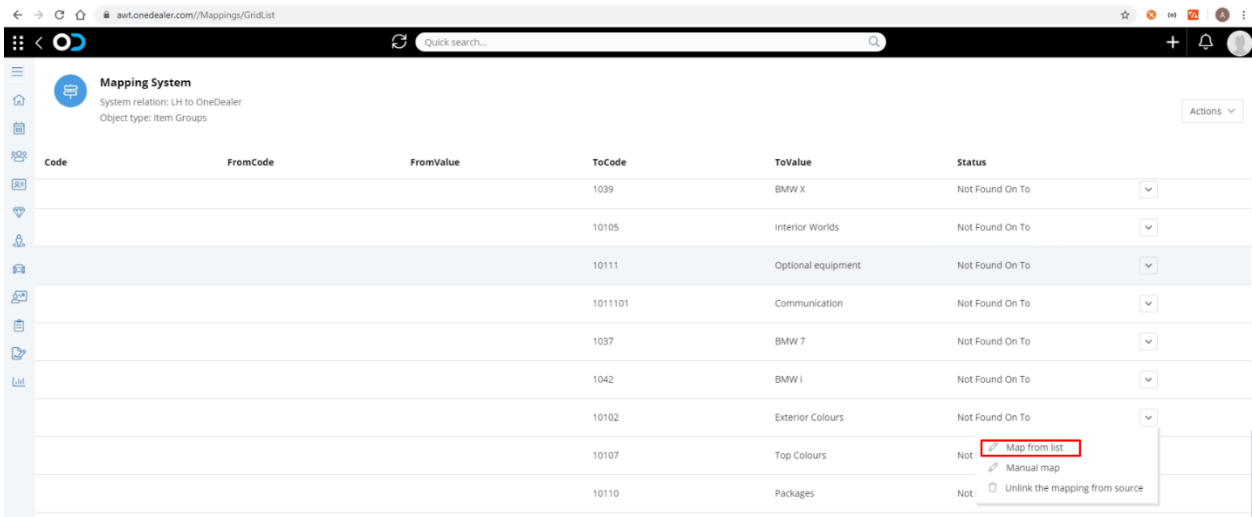 awt.onedealer.com//Mappings/GridList
A
Quick search...
Mapping System
System relation: LH to OneDealer
Object type: Item Groups
Actions
Code FromCode FromValue ToCode ToValue Status
1039 BMW X Not Found On To
10105 Interior Worlds Not Found On To
10111 Optional equipment Not Found On To
1011101 Communication Not Found On To
1037 BMW 7 Not Found On To
1042 BMW i Not Found On To
10102 Exterior Colours Not Found On To
Map from list
10107 Top Colours Not
Manual map
Unlink the mapping from source
10110 Packages Not